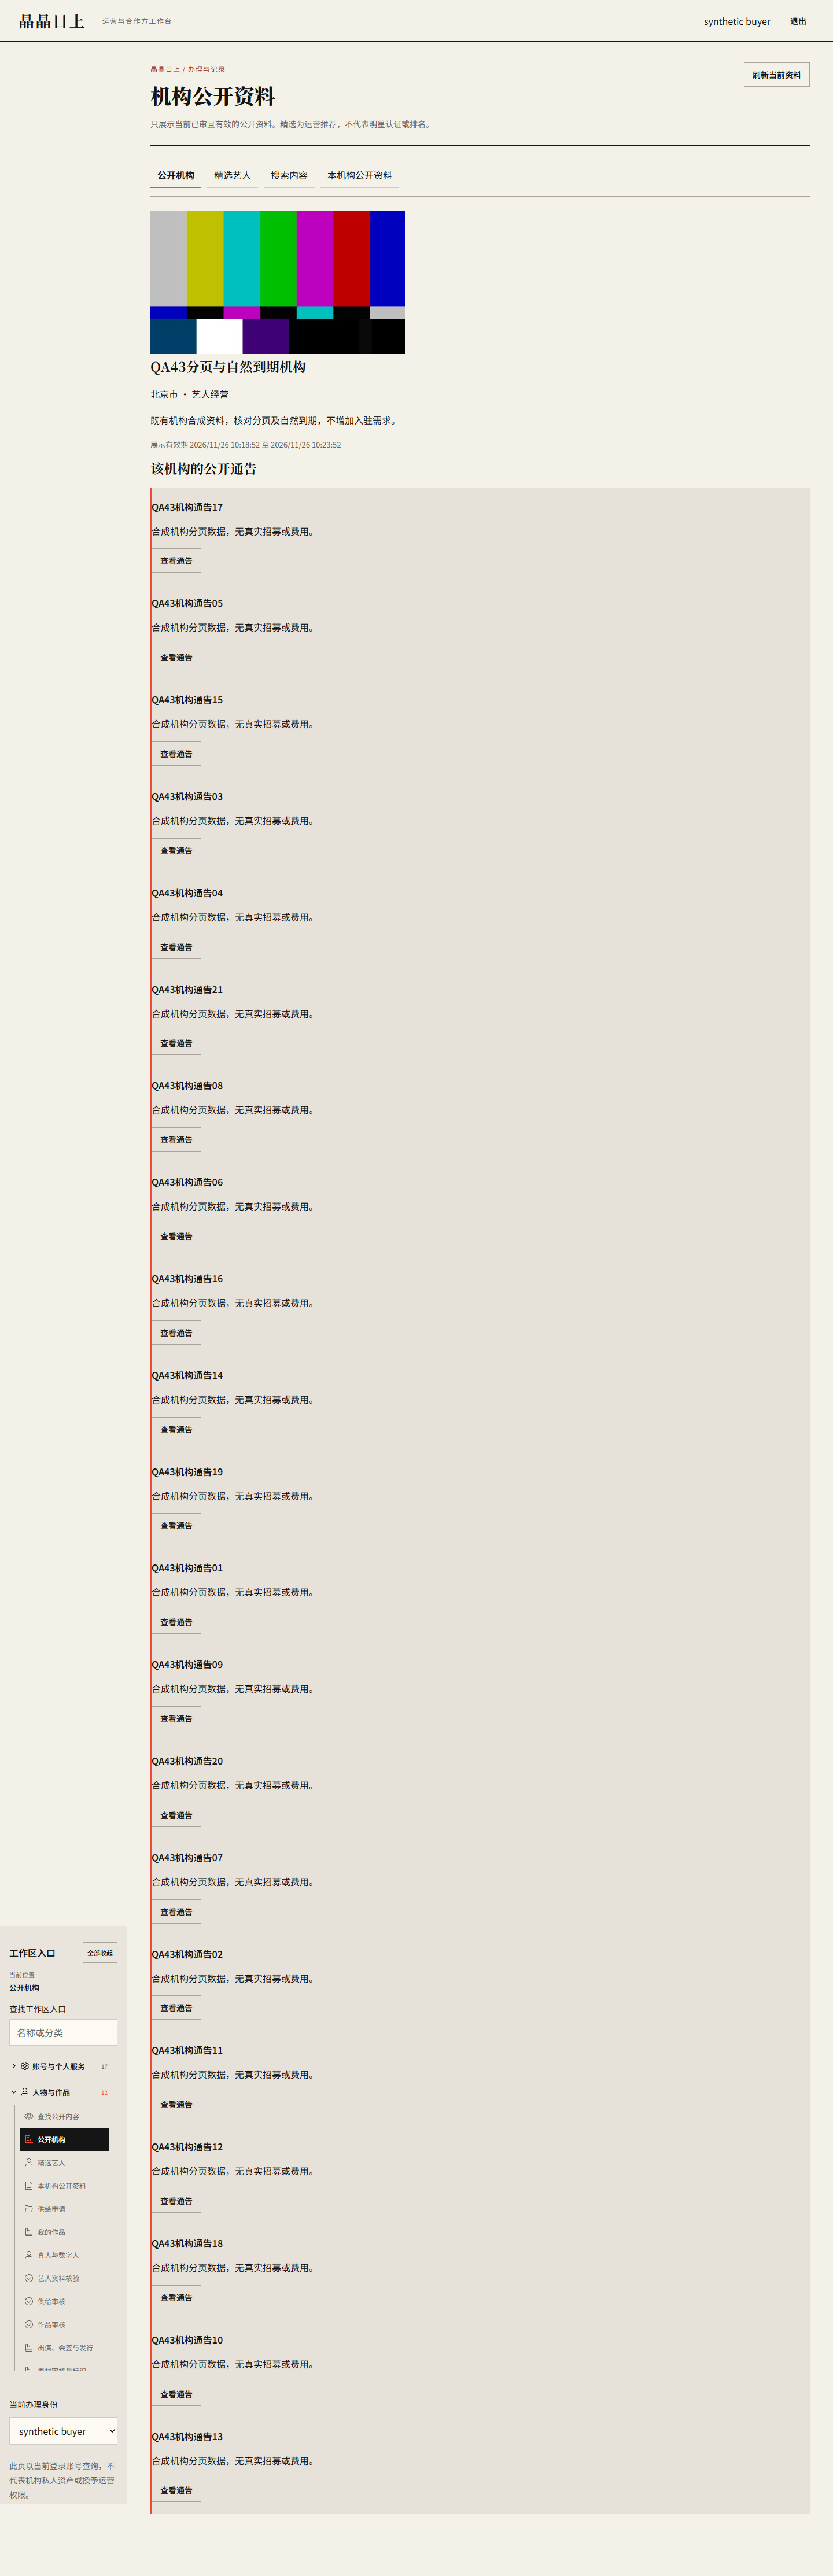 晶晶日上
运营与合作方工作台
synthetic buyer
退出
晶晶日上 / 办理与记录
刷新当前资料
机构公开资料
只展示当前已审且有效的公开资料。精选为运营推荐，不代表明星认证或排名。
公开机构
精选艺人
搜索内容
本机构公开资料
QA43分页与自然到期机构
北京市 · 艺人经营
既有机构合成资料，核对分页及自然到期，不增加入驻需求。
展示有效期 2026/11/26 10:18:52 至 2026/11/26 10:23:52
该机构的公开通告
QA43机构通告17
合成机构分页数据，无真实招募或费用。
查看通告
QA43机构通告05
合成机构分页数据，无真实招募或费用。
查看通告
QA43机构通告15
合成机构分页数据，无真实招募或费用。
查看通告
QA43机构通告03
合成机构分页数据，无真实招募或费用。
查看通告
QA43机构通告04
合成机构分页数据，无真实招募或费用。
查看通告
QA43机构通告21
合成机构分页数据，无真实招募或费用。
查看通告
QA43机构通告08
合成机构分页数据，无真实招募或费用。
查看通告
QA43机构通告06
合成机构分页数据，无真实招募或费用。
查看通告
QA43机构通告16
合成机构分页数据，无真实招募或费用。
查看通告
QA43机构通告14
合成机构分页数据，无真实招募或费用。
查看通告
QA43机构通告19
合成机构分页数据，无真实招募或费用。
查看通告
QA43机构通告01
合成机构分页数据，无真实招募或费用。
查看通告
QA43机构通告09
合成机构分页数据，无真实招募或费用。
查看通告
QA43机构通告20
合成机构分页数据，无真实招募或费用。
查看通告
QA43机构通告07
合成机构分页数据，无真实招募或费用。
查看通告
QA43机构通告02
合成机构分页数据，无真实招募或费用。
查看通告
QA43机构通告11
合成机构分页数据，无真实招募或费用。
查看通告
QA43机构通告12
合成机构分页数据，无真实招募或费用。
查看通告
QA43机构通告18
合成机构分页数据，无真实招募或费用。
查看通告
QA43机构通告10
合成机构分页数据，无真实招募或费用。
查看通告
QA43机构通告13
合成机构分页数据，无真实招募或费用。
查看通告
工作区入口
全部收起
当前位置
公开机构
查找工作区入口
名称或分类
账号与个人服务 17
人物与作品 12
查找公开内容
公开机构
精选艺人
本机构公开资料
供给申请
我的作品
真人与数字人
艺人资料核验
供给审核
作品审核
出演、会签与发行
当前办理身份
synthetic buyer
此页以当前登录账号查询，不
代表机构私人资产或授予运营
权限。